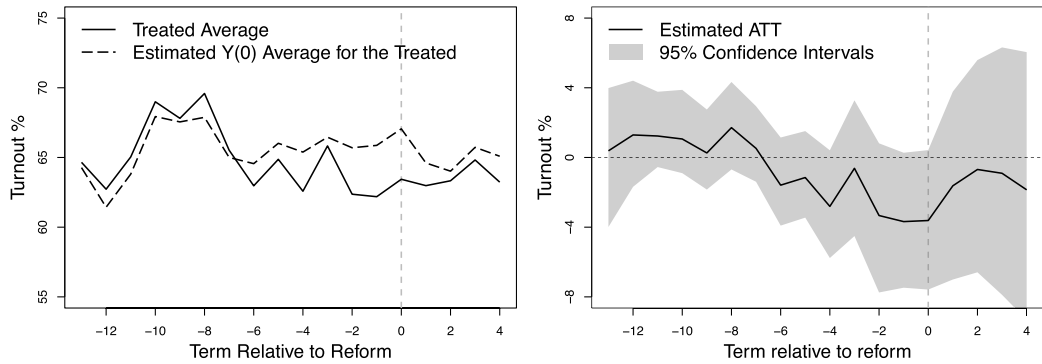 Treated Average
Estimated Y(0) Average for the Treated
Turnout %
75
70
65
60
55
−12 −10 −8 −6 −4 −2 0 2 4
Term Relative to Reform
Estimated ATT
95% Confidence Intervals
Turnout %
8
4
0
−4
−8
−12 −10 −8 −6 −4 −2 0 2 4
Term relative to reform